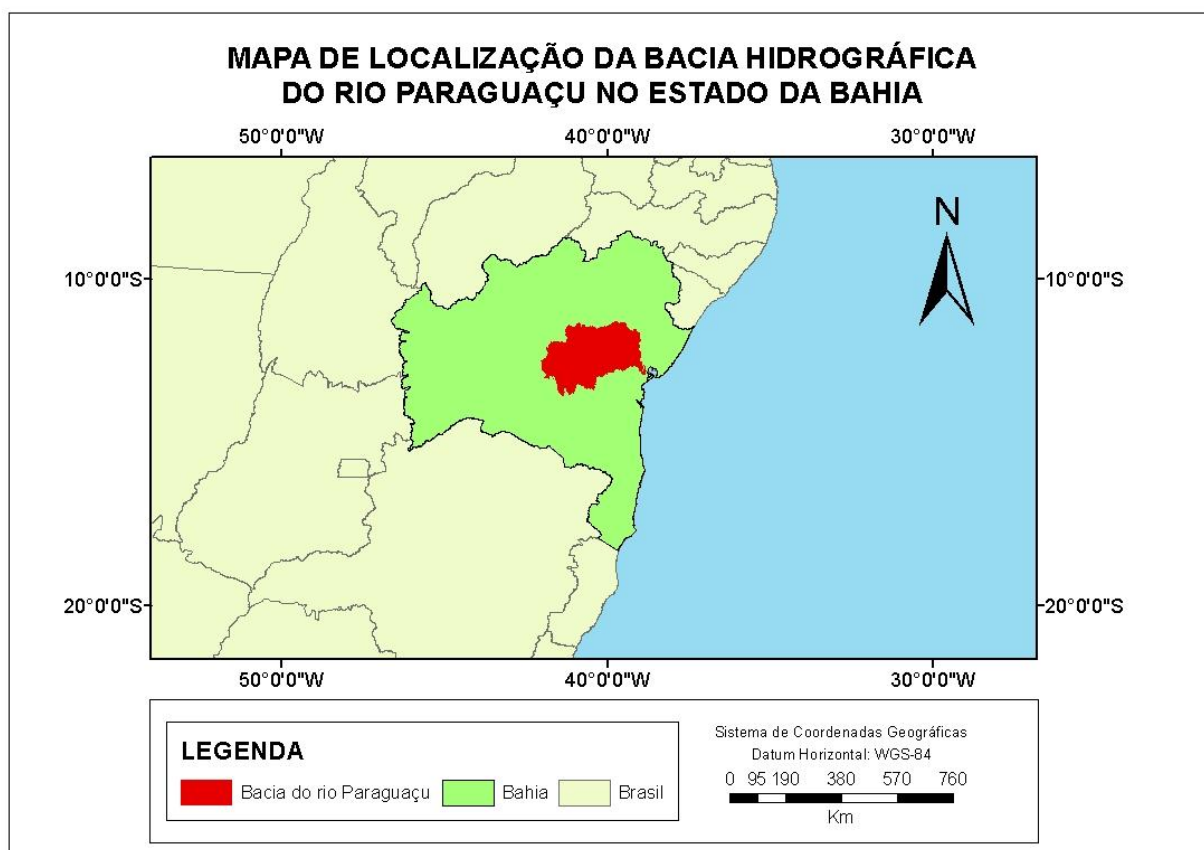 MAPA DE LOCALIZAÇÃO DA BACIA HIDROGRÁFICA
DO RIO PARAGUAÇU NO ESTADO DA BAHIA
50°0'0"W 40°0'0"W 30°0'0"W
N
10°0'0"S 10°0'0"S
20°0'0"S 20°0'0"S
50°0'0"W 40°0'0"W 30°0'0"W
LEGENDA
Bacia do rio Paraguaçu Bahia Brasil
Sistema de Coordenadas Geográficas
Datum Horizontal: WGS-84
0 95 190 380 570 760
Km